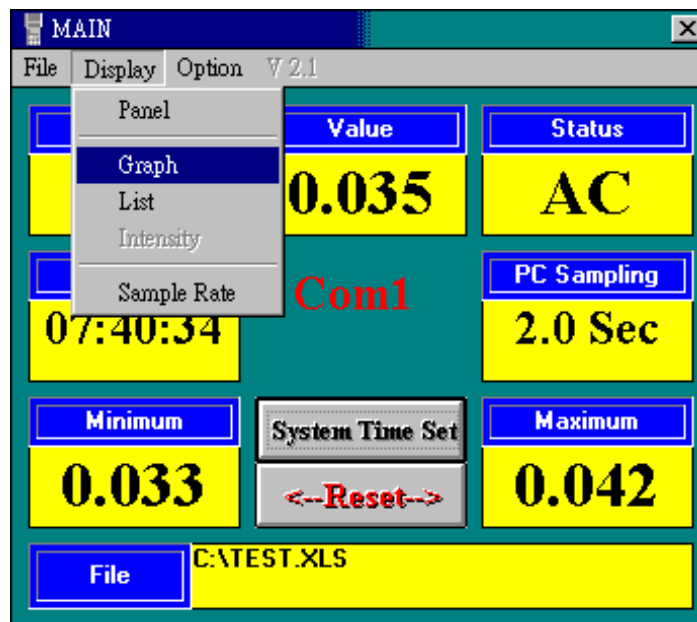 MAIN
File Display Option V 2.1
Panel
Graph
List
Intensity
Sample Rate
Value
0.035
Status
AC
07:40:34
Com1
PC Sampling
2.0 Sec
Minimum
0.033
System Time Set
<--Reset-->
Maximum
0.042
File
C:\TEST.XLS